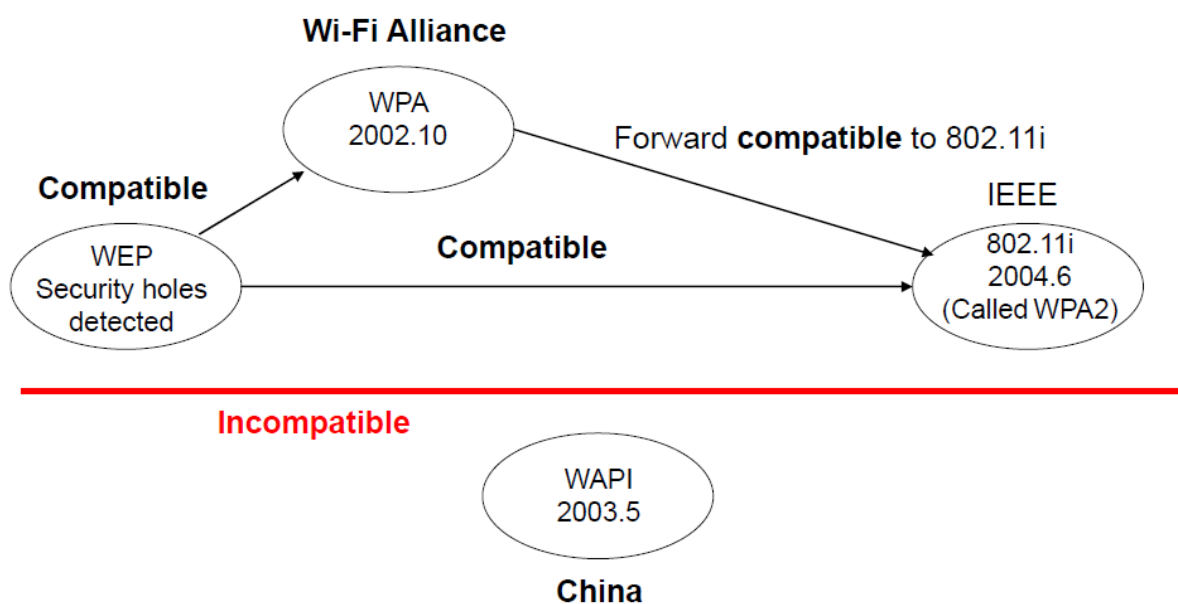 Wi-Fi Alliance
WPA
2002.10
Forward compatible to 802.11i
Compatible
IEEE
WEP
Security holes
detected
Compatible
802.11i
2004.6
(Called WPA2)
Incompatible
WAPI
2003.5
China